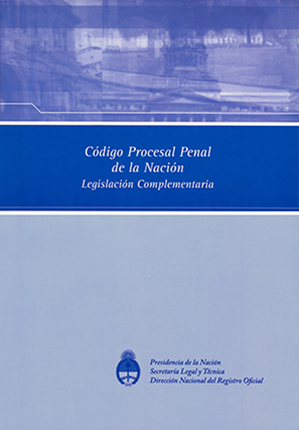 Código Procesal Penal
de la Nación
Legislación Complementaria
Presidencia de la Nación
Secretaría Legal y Técnica
Dirección Nacional del Registro Oficial